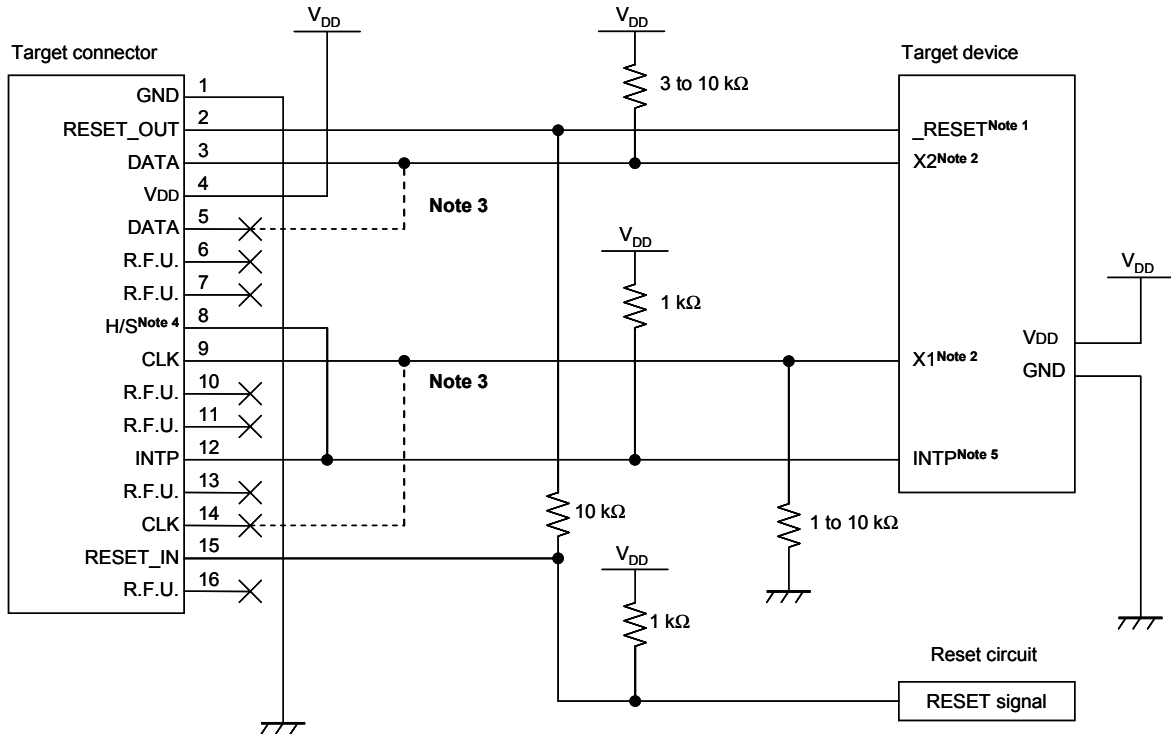 V_DD
V_DD
Target connector
Target device
GND 1
3 to 10 kΩ
RESET_OUT 2
_RESET Note 1
DATA 3
X2 Note 2
VDD 4
Note 3
DATA 5
V_DD
R.F.U. 6
V_DD
R.F.U. 7
1 kΩ
H/S Note 4 8
VDD
CLK 9
X1 Note 2
GND
Note 3
R.F.U. 10
R.F.U. 11
INTP 12
INTP Note 5
R.F.U. 13
10 kΩ
1 to 10 kΩ
CLK 14
RESET_IN 15
V_DD
R.F.U. 16
1 kΩ
Reset circuit
RESET signal